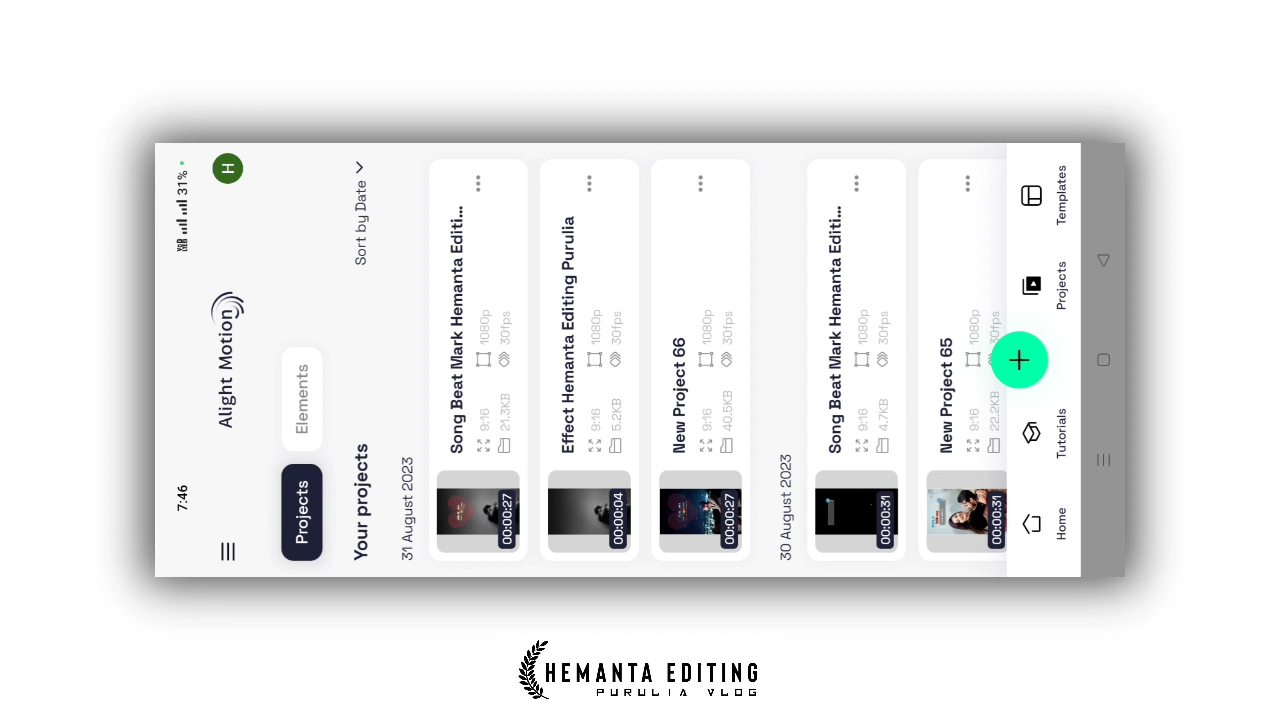 7:46
Vo) 31%
Alight Motion
H
Projects
Elements
Your projects
Sort by Date
31 August 2023
Song Beat Mark Hemanta Editi...
9:16 1080p
21.3KB 30fps
00:00:27
Effect Hemanta Editing Purulia
9:16 1080p
5.2KB 30fps
00:00:04
New Project 66
9:16 1080p
40.5KB 30fps
00:00:27
30 August 2023
Song Beat Mark Hemanta Editi...
9:16 1080p
4.7KB 30fps
00:00:31
New Project 65
9:16 1080p
22.2KB 30fps
00:00:31
Home
Tutorials
Projects
Templates
HEMANTA EDITING
PURULIA VLOG